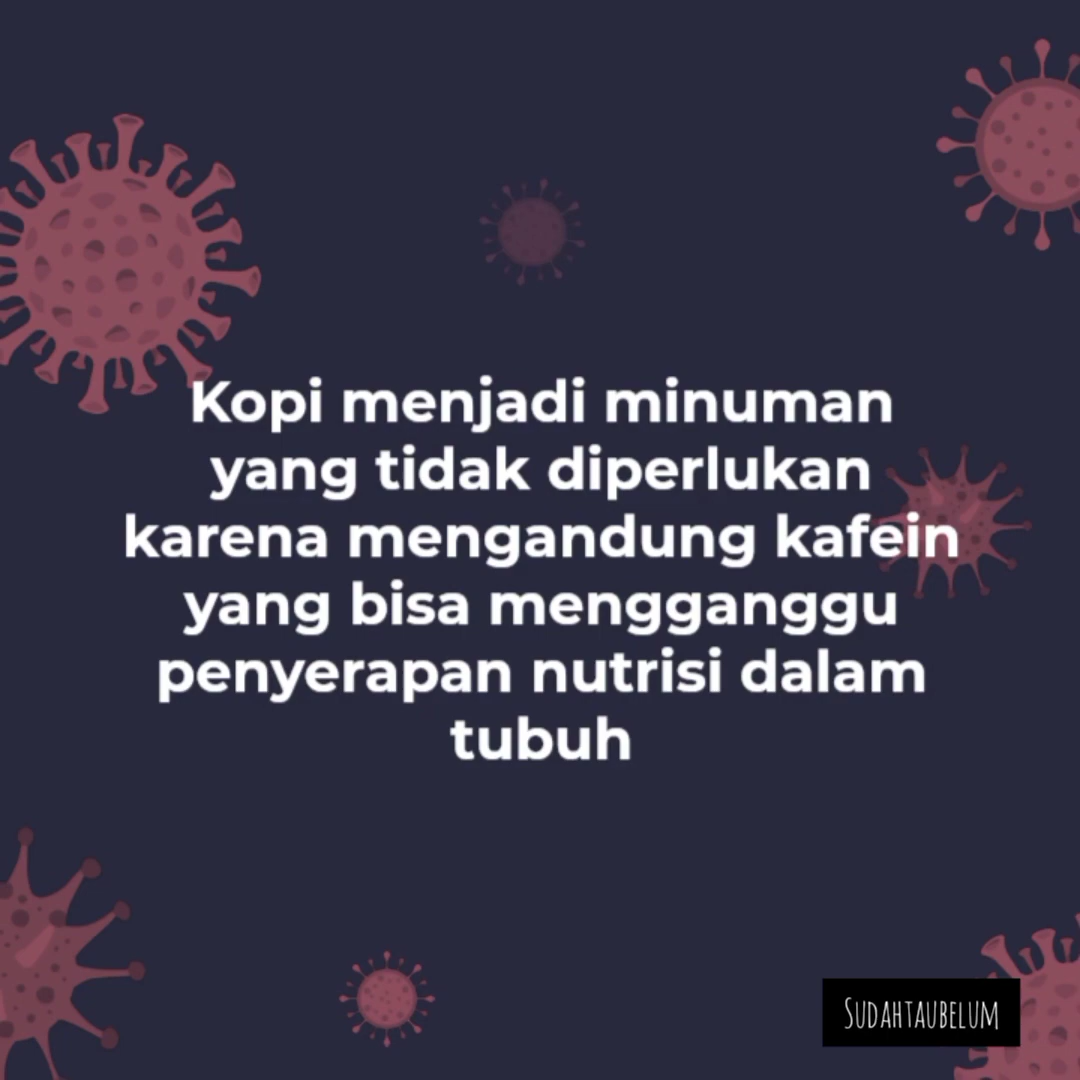 Kopi menjadi minuman
yang tidak diperlukan
karena mengandung kafein
yang bisa mengganggu
penyerapan nutrisi dalam
tubuh
SUDAHTAUBELUM